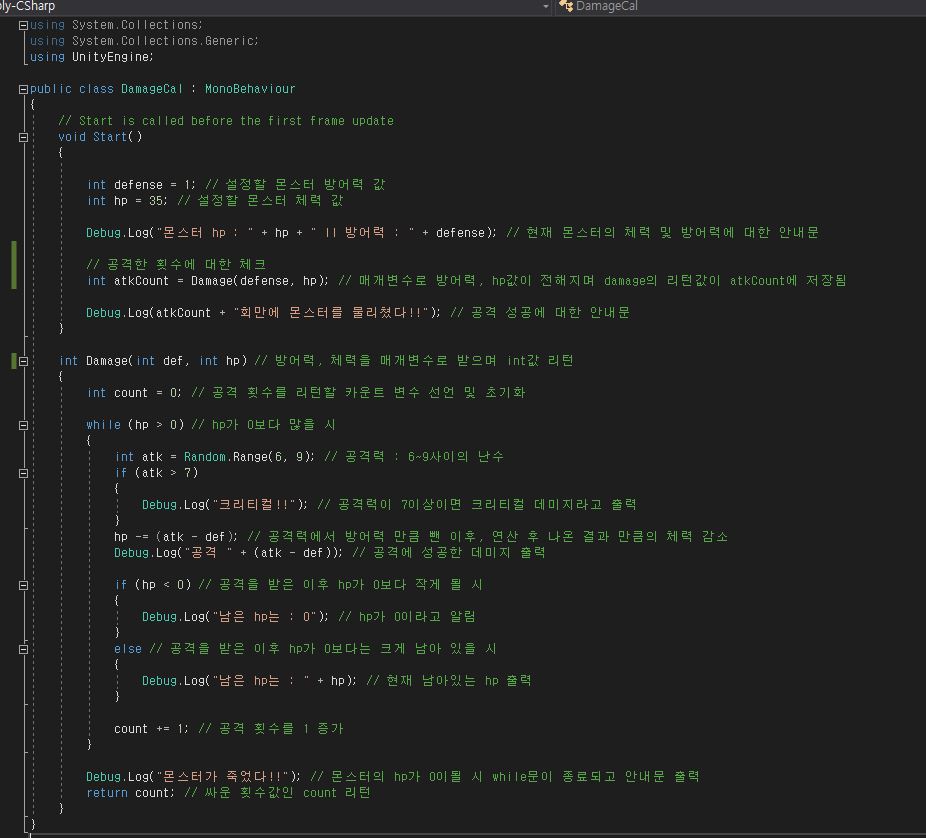 bly-CSharp
DamageCal
using System.Collections;
using System.Collections.Generic;
using UnityEngine;
public class DamageCal : MonoBehaviour
{
// Start is called before the first frame update
void Start()
{
int defense = 1; // 설정할 몬스터 방어력 값
int hp = 35; // 설정할 몬스터 체력 값
Debug.Log("몬스터 hp : " + hp + " || 방어력 : " + defense); // 현재 몬스터의 체력 및 방어력에 대한 안내문
// 공격한 횟수에 대한 체크
int atkCount = Damage(defense, hp); // 매개변수로 방어력, hp값이 전해지며 damage의 리턴값이 atkCount에 저장됨
Debug.Log(atkCount + "회만에 몬스터를 물리쳤다!!"); // 공격 성공에 대한 안내문
}
int Damage(int def, int hp) // 방어력, 체력을 매개변수로 받으며 int값 리턴
{
int count = 0; // 공격 횟수를 리턴할 카운트 변수 선언 및 초기화
while (hp > 0) // hp가 0보다 많을 시
{
int atk = Random.Range(6, 9); // 공격력 : 6~9사이의 난수
if (atk > 7)
{
Debug.Log("크리티컬!!"); // 공격력이 7이상이면 크리티컬 데미지라고 출력
}
hp -= (atk - def); // 공격력에서 방어력 만큼 뺀 이후, 연산 후 나온 결과 만큼의 체력 감소
Debug.Log("공격 " + (atk - def)); // 공격에 성공한 데미지 출력
if (hp < 0) // 공격을 받은 이후 hp가 0보다 작게 될 시
{
Debug.Log("남은 hp는 : 0"); // hp가 0이라고 알림
}
else // 공격을 받은 이후 hp가 0보다는 크게 남아 있을 시
{
Debug.Log("남은 hp는 : " + hp); // 현재 남아있는 hp 출력
}
count += 1; // 공격 횟수를 1 증가
}
Debug.Log("몬스터가 죽었다!!"); // 몬스터의 hp가 0이될 시 while문이 종료되고 안내문 출력
return count; // 싸운 횟수값인 count 리턴
}
}